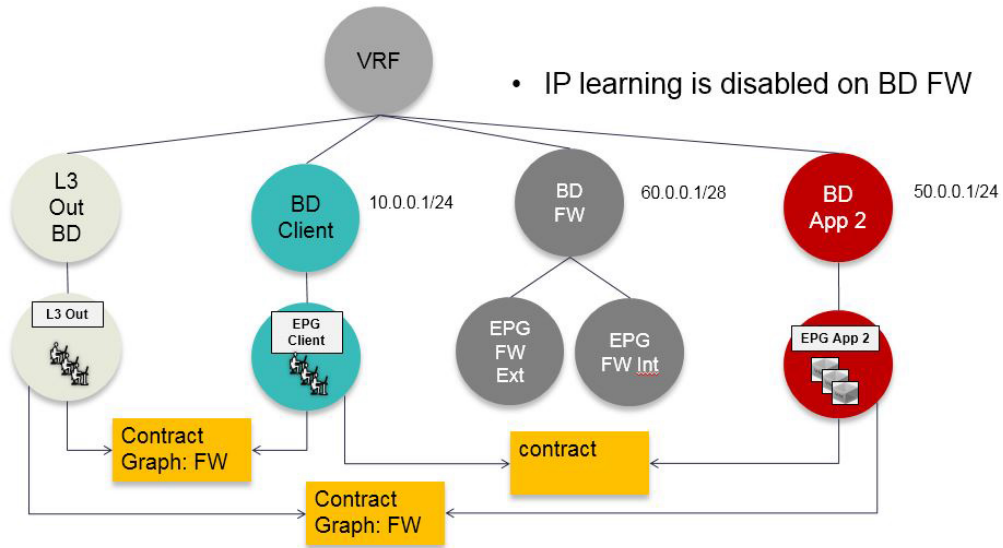 VRF
• IP learning is disabled on BD FW
L3
Out
BD
BD
Client
10.0.0.1/24
BD
FW
60.0.0.1/28
BD
App 2
50.0.0.1/24
L3 Out
EPG
Client
EPG
FW
Ext
EPG
FW Int
EPG App 2
Contract
Graph: FW
contract
Contract
Graph: FW